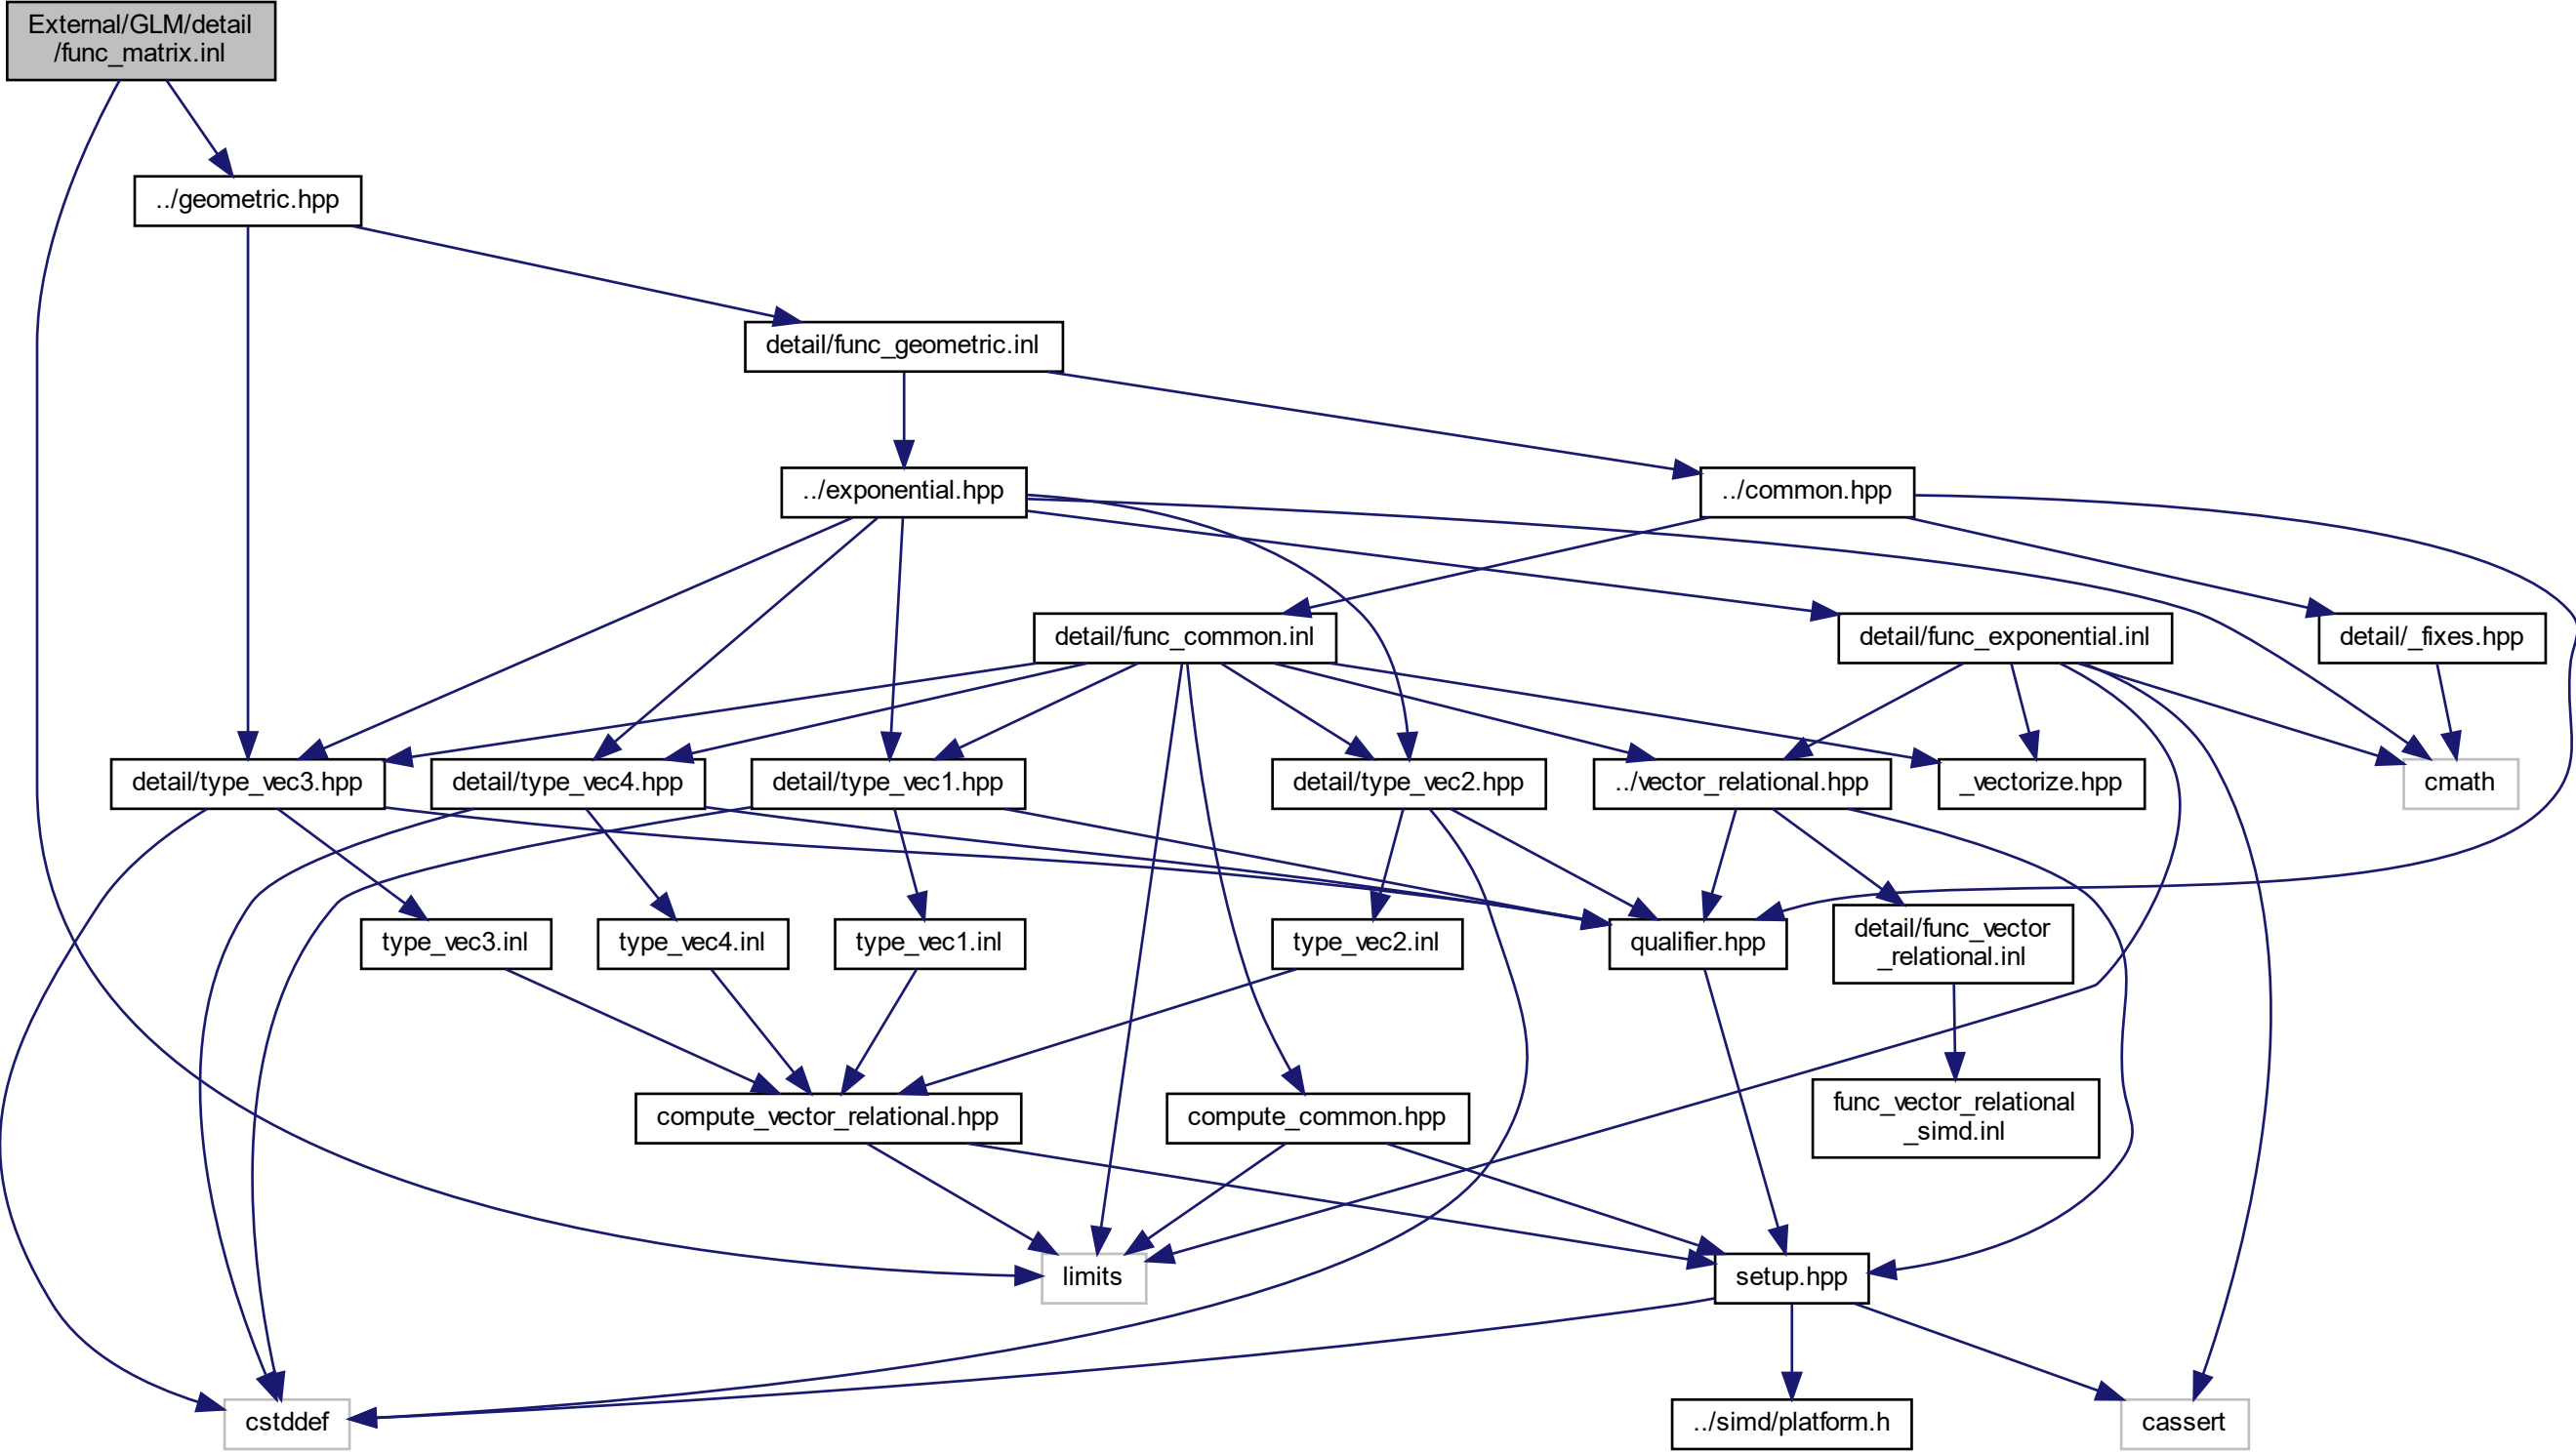 External/GLM/detail
/func_matrix.inl
../geometric.hpp
detail/func_geometric.inl
../exponential.hpp
../common.hpp
detail/func_common.inl
detail/func_exponential.inl
detail/_fixes.hpp
detail/type_vec3.hpp
detail/type_vec4.hpp
detail/type_vec1.hpp
detail/type_vec2.hpp
../vector_relational.hpp
_vectorize.hpp
cmath
type_vec3.inl
type_vec4.inl
type_vec1.inl
type_vec2.inl
qualifier.hpp
detail/func_vector
_relational.inl
compute_vector_relational.hpp
compute_common.hpp
func_vector_relational
_simd.inl
limits
setup.hpp
cstddef
../simd/platform.h
cassert